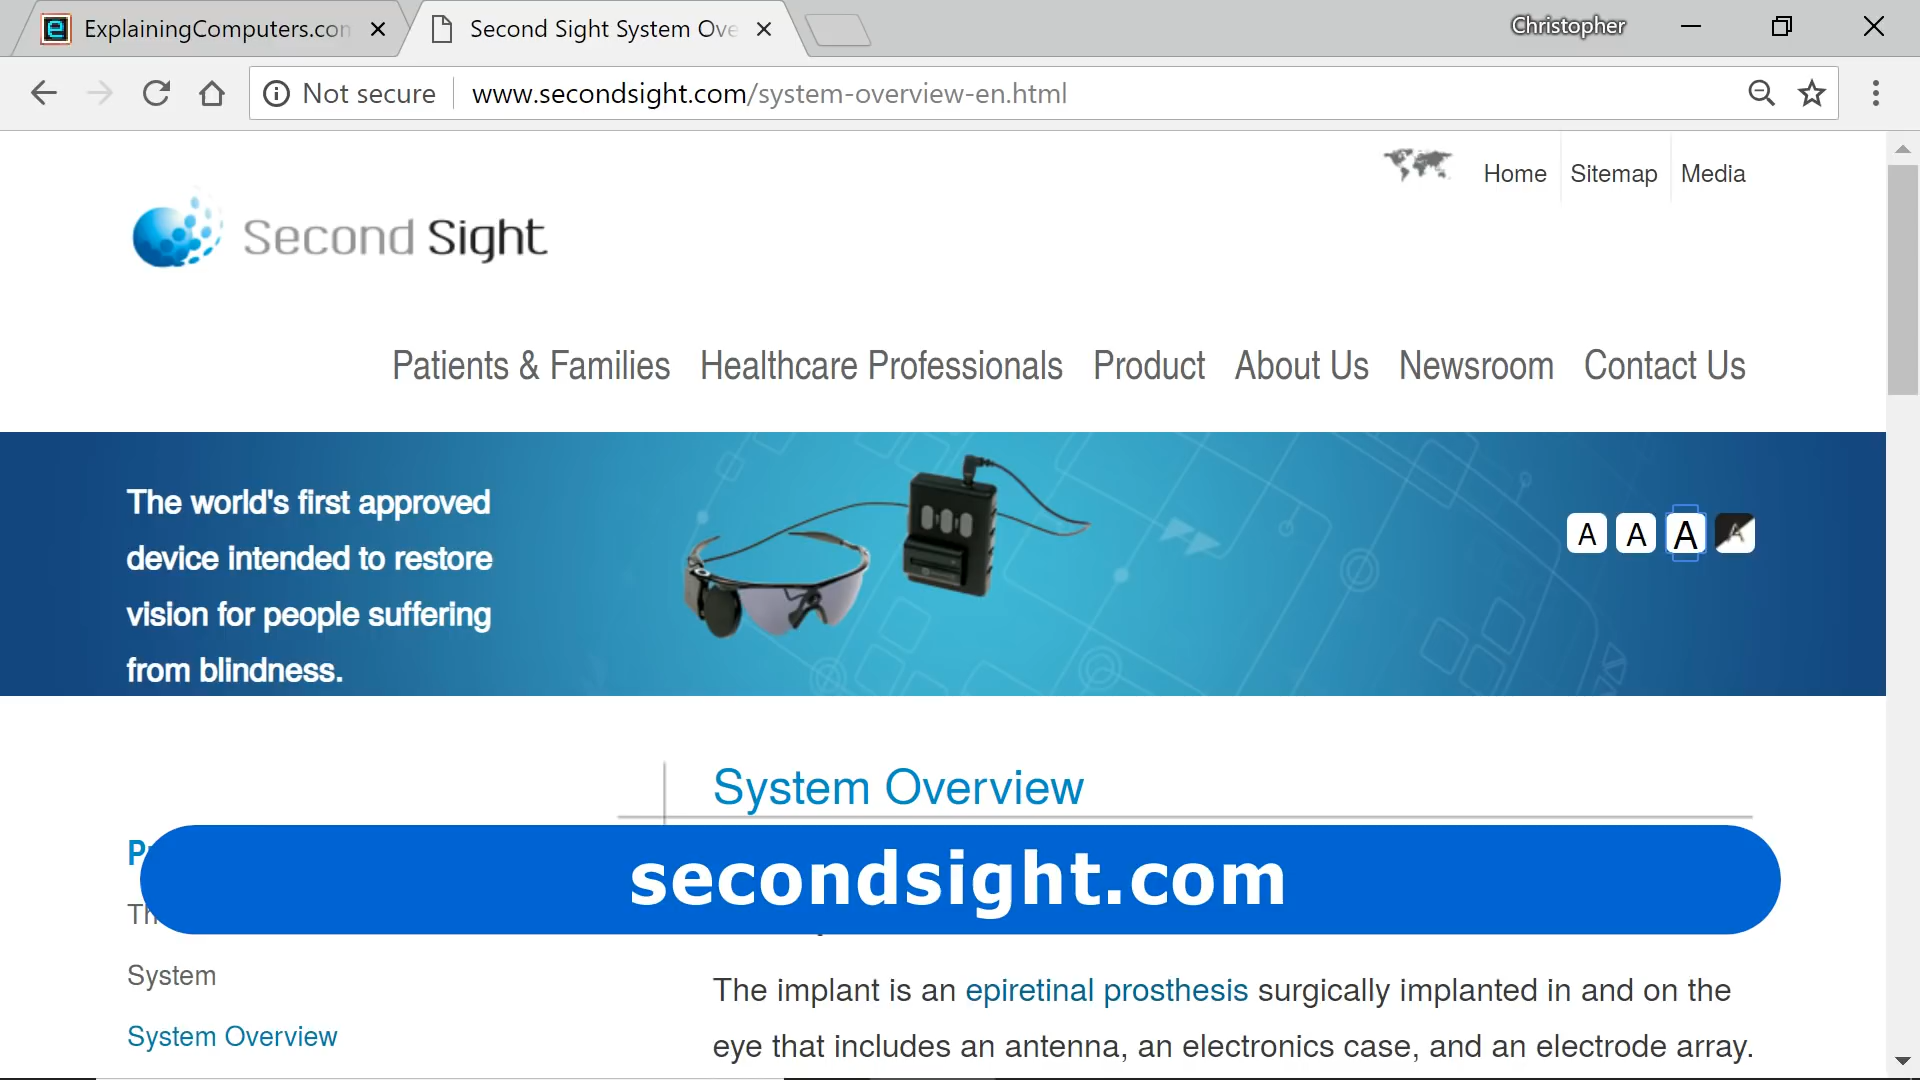 ExplainingComputers.con
Second Sight System Ove
Christopher
Not secure
www.secondsight.com/system-overview-en.html
Home
Sitemap
Media
Second Sight
Patients & Families
Healthcare Professionals
Product
About Us
Newsroom
Contact Us
The world's first approved
device intended to restore
vision for people suffering
from blindness.
A A A A
System Overview
secondsight.com
System
System Overview
The implant is an epiretinal prosthesis surgically implanted in and on the
eye that includes an antenna, an electronics case, and an electrode array.